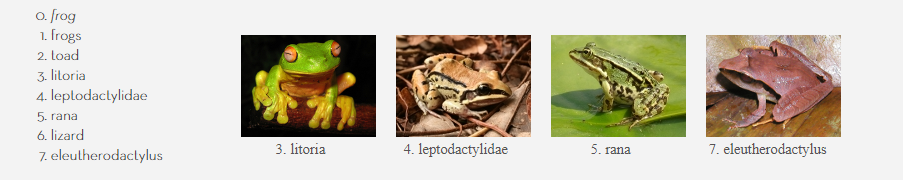 0. frog
1. frogs
2. toad
3. litoria
4. leptodactylidae
5. rana
6. lizard
7. eleutherodactylus
3. litoria
4. leptodactylidae
5. rana
7. eleutherodactylus